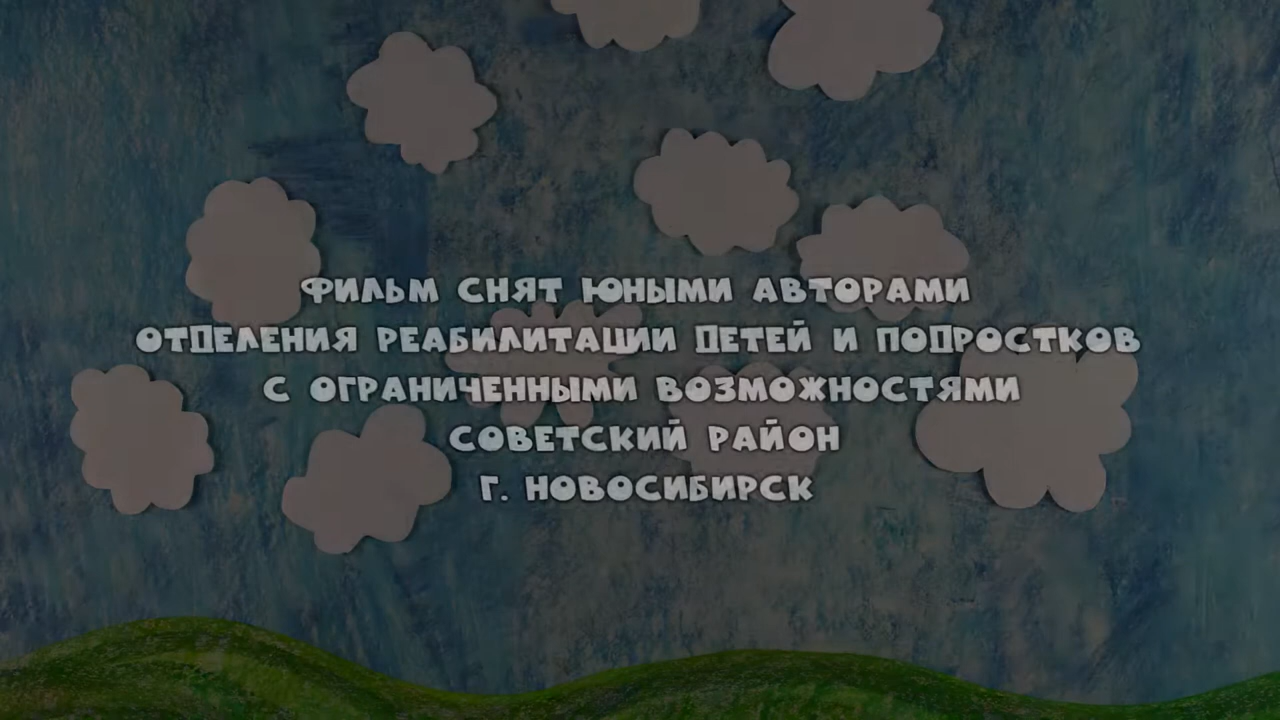 ФИЛЬМ СНЯТ ЮНЫМИ АВТОРАМИ
ОТДЕЛЕНИЯ РЕАБИЛИТАЦИИ ДЕТЕЙ И ПОДРОСТКОВ
С ОГРАНИЧЕННЫМИ ВОЗМОЖНОСТЯМИ
СОВЕТСКИЙ РАЙОН
Г. НОВОСИБИРСК